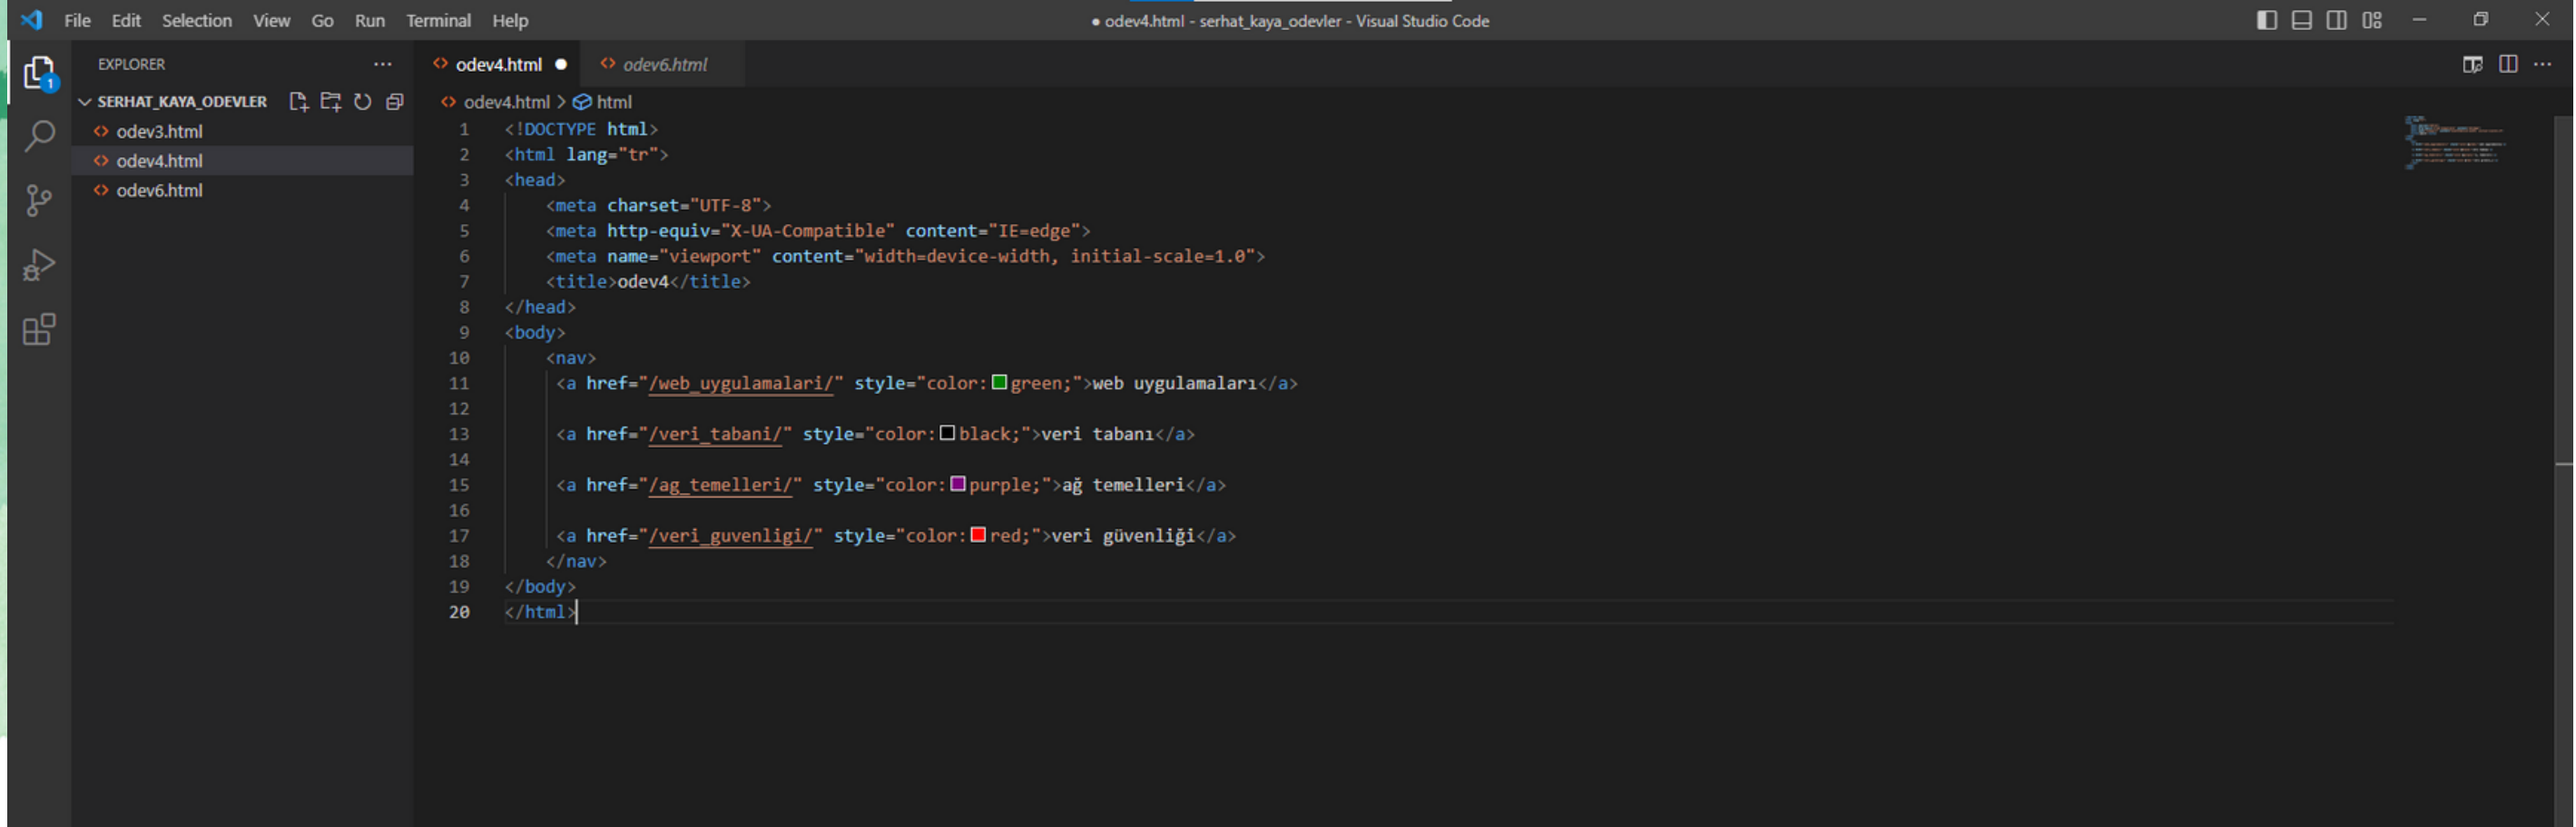 File Edit Selection View Go Run Terminal Help
● odev4.html - serhat_kaya_odevler - Visual Studio Code
EXPLORER
1
SERHAT_KAYA_ODEVLER
odev3.html
odev4.html
odev6.html
odev4.html ●
odev6.html
odev4.html > html
1 <!DOCTYPE html>
2 <html lang="tr">
3 <head>
4 <meta charset="UTF-8">
5 <meta http-equiv="X-UA-Compatible" content="IE=edge">
6 <meta name="viewport" content="width=device-width, initial-scale=1.0">
7 <title>odev4</title>
8 </head>
9 <body>
10 <nav>
11 <a href="/web_uygulamalari/" style="color:green;">web uygulamaları</a>
12
13 <a href="/veri_tabani/" style="color:black;">veri tabanı</a>
14
15 <a href="/ag_temelleri/" style="color:purple;">ağ temelleri</a>
16
17 <a href="/veri_guvenligi/" style="color:red;">veri güvenliği</a>
18 </nav>
19 </body>
20 </html>